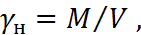 γн = M/V ,